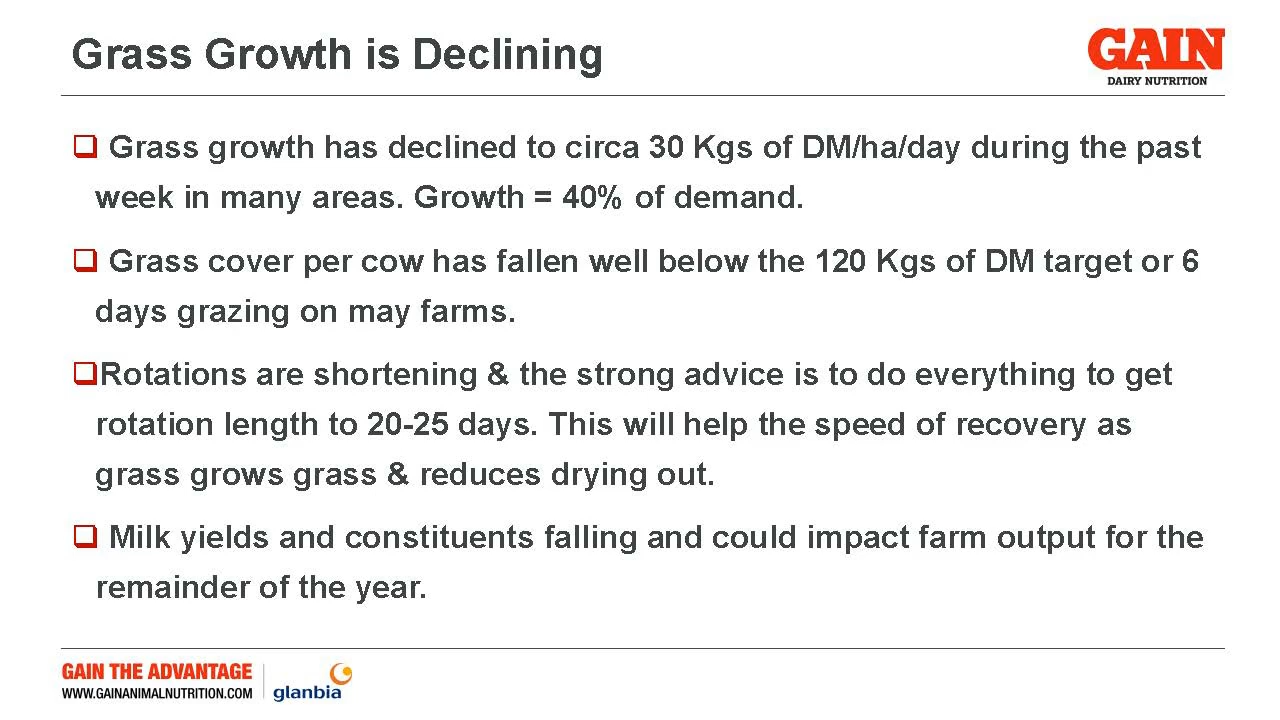 Grass Growth is Declining
GAIN
DAIRY NUTRITION
Grass growth has declined to circa 30 Kgs of DM/ha/day during the past
week in many areas. Growth = 40% of demand.
Grass cover per cow has fallen well below the 120 Kgs of DM target or 6
days grazing on may farms.
Rotations are shortening & the strong advice is to do everything to get
rotation length to 20-25 days. This will help the speed of recovery as
grass grows grass & reduces drying out.
Milk yields and constituents falling and could impact farm output for the
remainder of the year.
GAIN THE ADVANTAGE
WWW.GAINANIMALNUTRITION.COM
glanbia